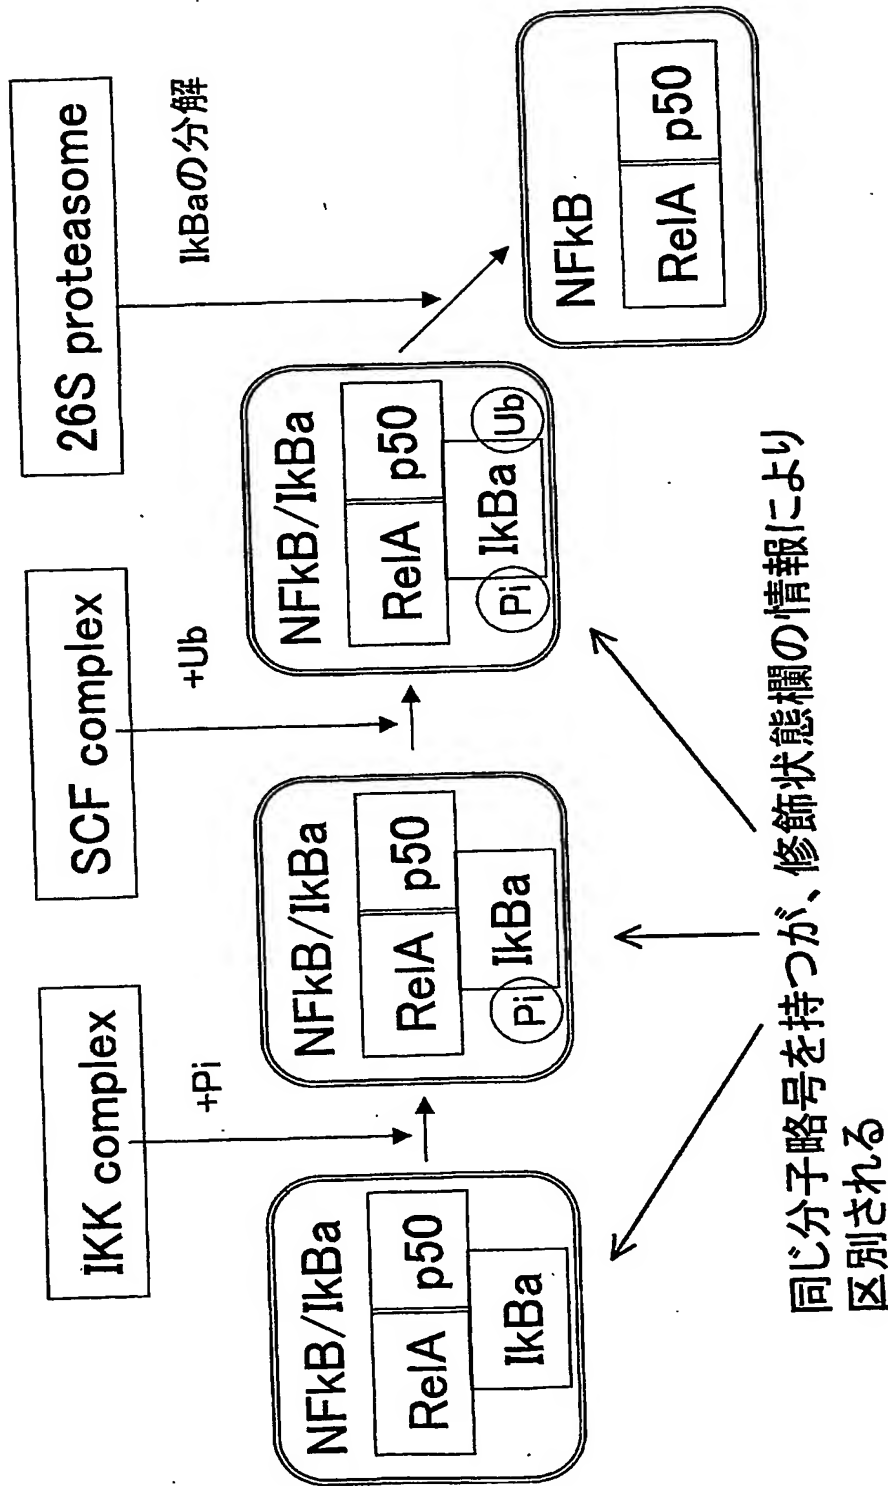 IKK complex
SCF complex
26S proteasome
+Pi
+Ub
IkBaの分解
NFkB/IkBa
RelA p50
IkBa
NFkB/IkBa
RelA p50
Pi IkBa
NFkB/IkBa
RelA p50
Pi IkBa Ub
NFkB
RelA p50
同じ分子略号を持つが、修飾状態欄の情報により
区別される